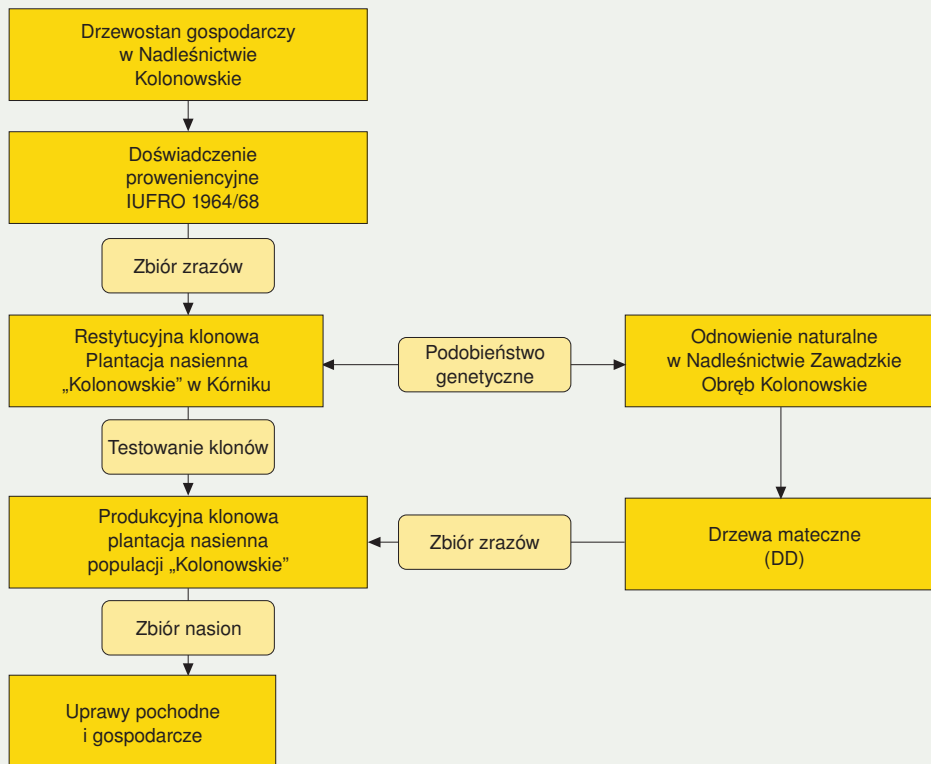 Drzewostan gospodarczy
w Nadleśnictwie
Kolonowskie
Doświadczenie
proweniencyjne
IUFRO 1964/68
Zbiór zrazów
Restytucyjna klonowa
Plantacja nasienna
„Kolonowskie” w Kórniku
Podobieństwo
genetyczne
Odnowienie naturalne
w Nadleśnictwie Zawadzkie
Obręb Kolonowskie
Testowanie klonów
Produkcyjna klonowa
plantacja nasienna
populacji „Kolonowskie”
Zbiór zrazów
Drzewa mateczne
(DD)
Zbiór nasion
Uprawy pochodne
i gospodarcze